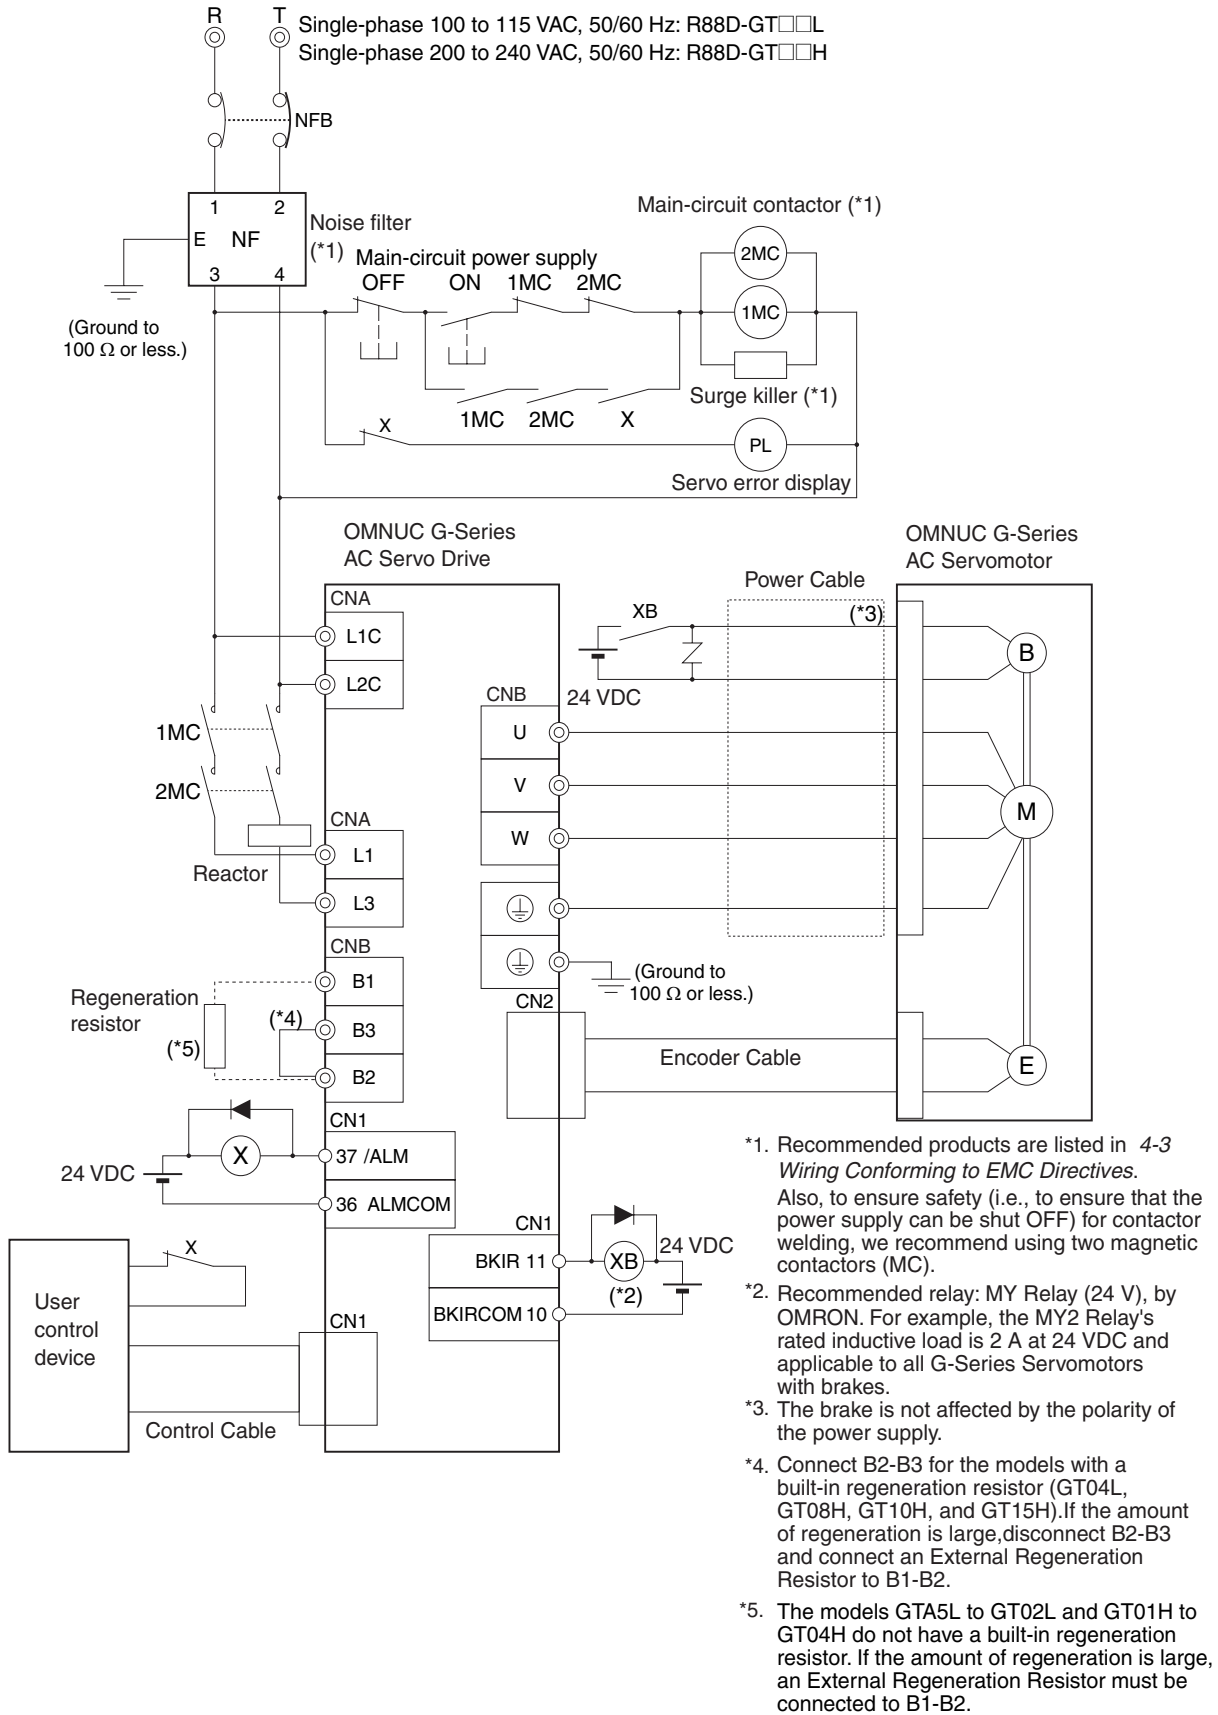 R T
Single-phase 100 to 115 VAC, 50/60 Hz: R88D-GT□□L
Single-phase 200 to 240 VAC, 50/60 Hz: R88D-GT□□H
NFB
1 2
E NF
3 4
Noise filter
(*1)
(Ground to
100 Ω or less.)
Main-circuit power supply
OFF ON 1MC 2MC
Main-circuit contactor (*1)
2MC
1MC
Surge killer (*1)
1MC 2MC X
X
PL
Servo error display
OMNUC G-Series
AC Servo Drive
OMNUC G-Series
AC Servomotor
CNA
L1C
L2C
1MC
2MC
Reactor
CNA
L1
L3
CNB
B1
B3
B2
Regeneration
resistor
(*4)
(*5)
XB
24 VDC
Power Cable
(*3)
B
CNB
U
V
W
M
(Ground to
100 Ω or less.)
CN2
Encoder Cable
E
CN1
37 /ALM
36 ALMCOM
X
24 VDC
CN1
BKIR 11
BKIRCOM 10
XB
(*2)
24 VDC
User
control
device
X
CN1
Control Cable
*1. Recommended products are listed in 4-3
Wiring Conforming to EMC Directives.
Also, to ensure safety (i.e., to ensure that the
power supply can be shut OFF) for contactor
welding, we recommend using two magnetic
contactors (MC).
*2. Recommended relay: MY Relay (24 V), by
OMRON. For example, the MY2 Relay's
rated inductive load is 2 A at 24 VDC and
applicable to all G-Series Servomotors
with brakes.
*3. The brake is not affected by the polarity of
the power supply.
*4. Connect B2-B3 for the models with a
built-in regeneration resistor (GT04L,
GT08H, GT10H, and GT15H).If the amount
of regeneration is large,disconnect B2-B3
and connect an External Regeneration
Resistor to B1-B2.
*5. The models GTA5L to GT02L and GT01H to
GT04H do not have a built-in regeneration
resistor. If the amount of regeneration is large,
an External Regeneration Resistor must be
connected to B1-B2.